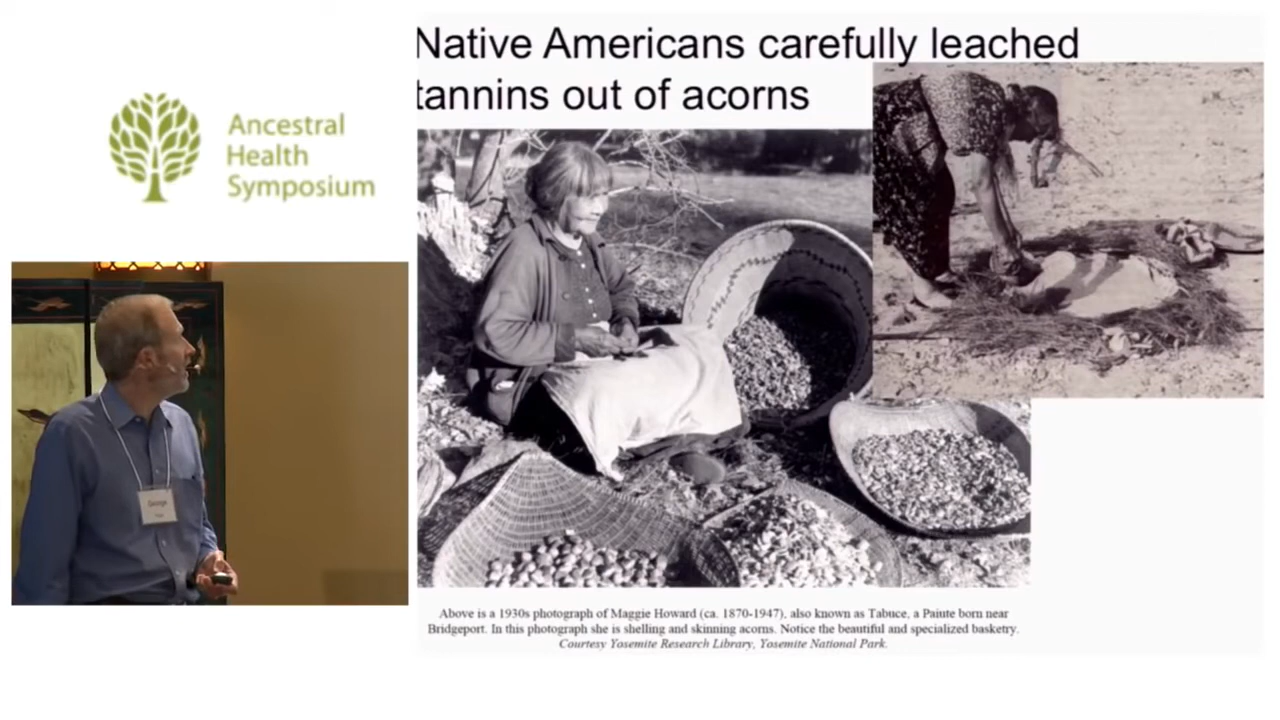 Native Americans carefully leached
tannins out of acorns
Ancestral
Health
Symposium
George
Above is a 1930s photograph of Maggie Howard (ca. 1870-1947), also known as Tabuce, a Paiute born near
Bridgeport. In this photograph she is shelling and skinning acorns. Notice the beautiful and specialized basketry.
Courtesy Yosemite Research Library, Yosemite National Park.